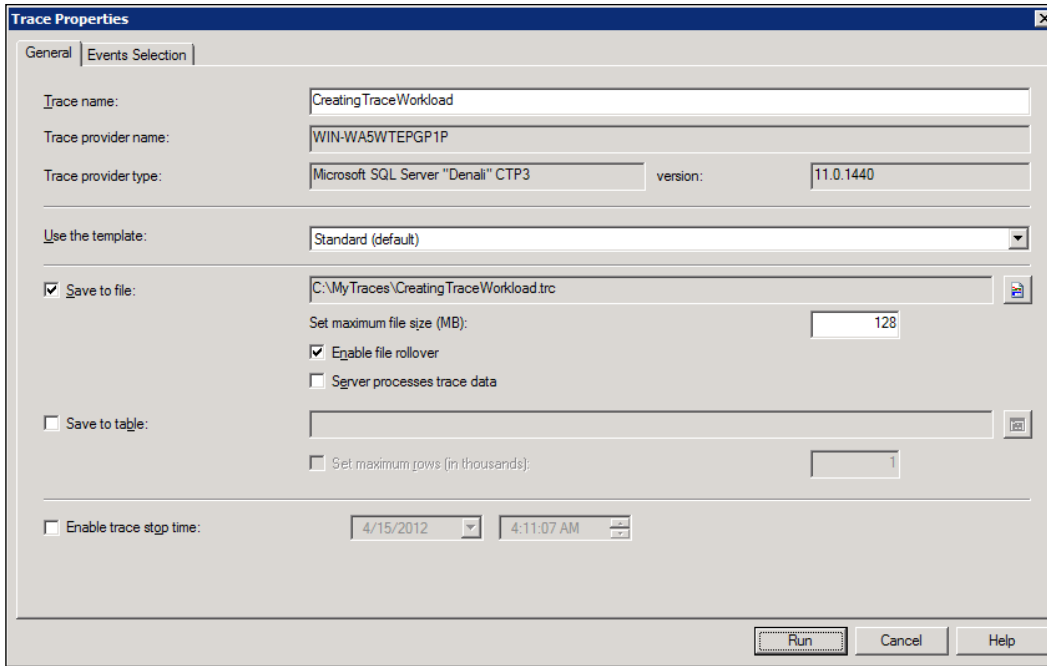 Trace Properties
General
Events Selection
Trace name:
CreatingTraceWorkload
Trace provider name:
WIN-WA5WTEPGP1P
Trace provider type:
Microsoft SQL Server "Denali" CTP3
version:
11.0.1440
Use the template:
Standard (default)
Save to file:
C:\MyTraces\CreatingTraceWorkload.trc
Set maximum file size (MB):
128
Enable file rollover
Server processes trace data
Save to table:
Set maximum rows (in thousands):
1
Enable trace stop time:
4/15/2012
4:11:07 AM
Run
Cancel
Help